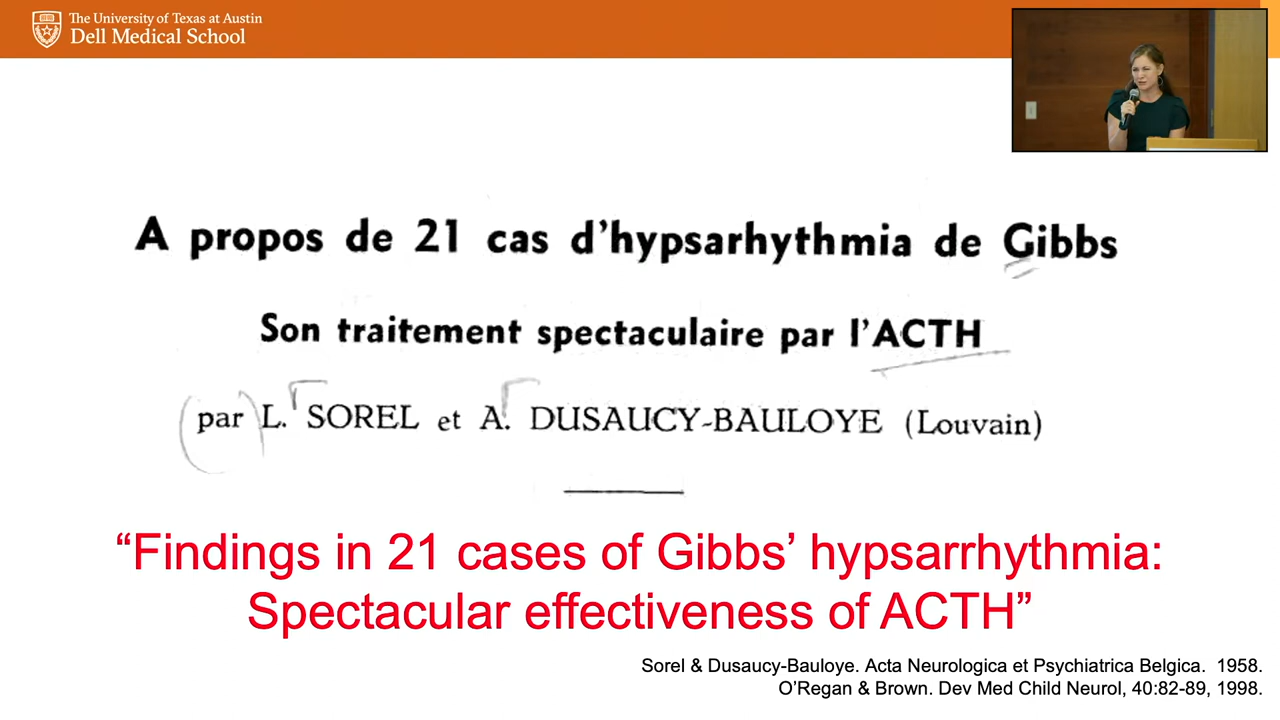 The University of Texas at Austin
Dell Medical School
A propos de 21 cas d'hypsarhythmia de Gibbs
Son traitement spectaculaire par l'ACTH
(par) L. SOREL et A. DUSAUCY-BAULOYE (Louvain)
“Findings in 21 cases of Gibbs’ hypsarrhythmia:
Spectacular effectiveness of ACTH”
Sorel & Dusaucy-Bauloye. Acta Neurologica et Psychiatrica Belgica. 1958.
O’Regan & Brown. Dev Med Child Neurol, 40:82-89, 1998.